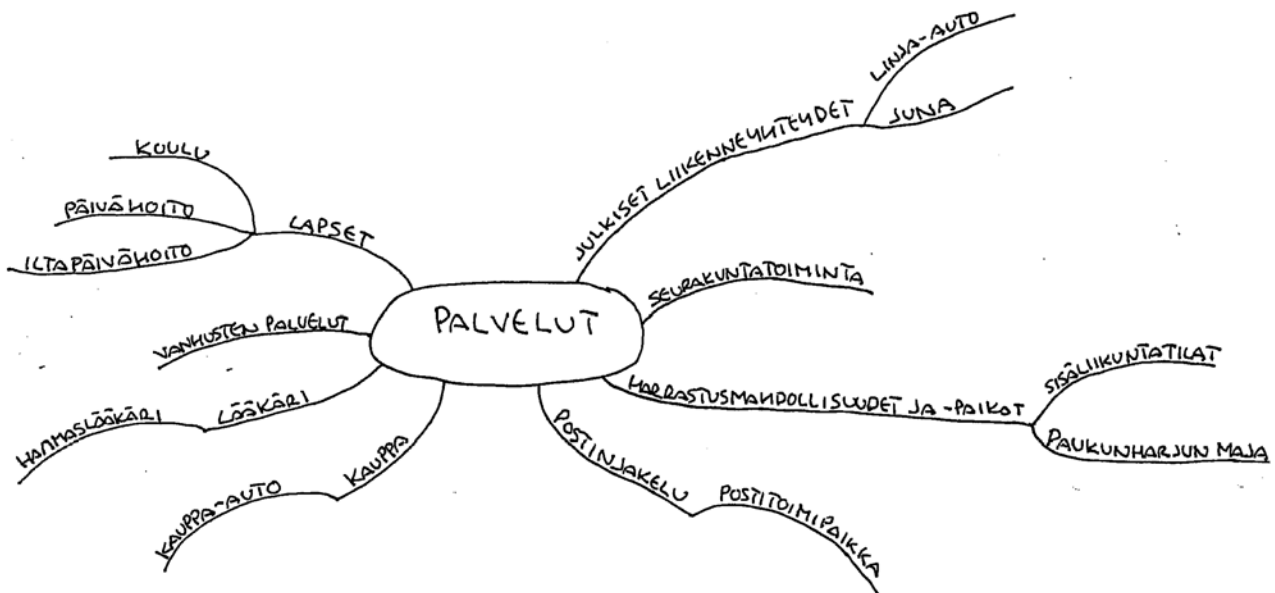 LINJA-AUTO
JUNA
JULKISET LIIKENNEYHTEYDET
KOULU
PÄIVÄHOITO
ILTAPÄIVÄHOITO
LAPSET
SEURAKUNTATOIMINTA
PALVELUT
VANHUSTEN PALVELUT
SISÄLIIKUNTATILAT
HARRASTUSMAHDOLLISUUDET JA -PAIKAT
PAUKUNHARJUN MAJA
LÄÄKÄRI
HAMMASLÄÄKÄRI
KAUPPA
KAUPPA-AUTO
POSTINJAKELU
POSTITOIMIPAIKKA